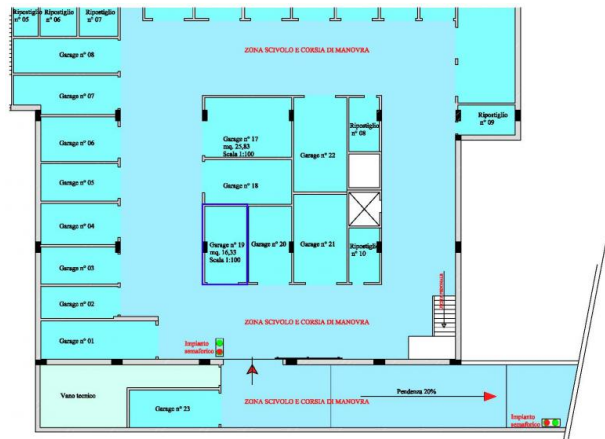 Ripostiglio
n° 05
Ripostiglio
n° 06
Ripostiglio
n° 07
Garage n° 08
ZONA SCIVOLO E CORSIA DI MANOVRA
Garage n° 07
Garage n° 06
Garage n° 17
mq. 25,83
Scala 1:100
Garage n° 22
Ripostiglio
n° 08
Ripostiglio
n° 09
Garage n° 05
Garage n° 18
Garage n° 04
Garage n° 19
mq. 16,33
Scala 1:100
Garage n° 20
Garage n° 21
Ripostiglio
n° 10
Garage n° 03
Garage n° 02
Garage n° 01
ZONA SCIVOLO E CORSIA DI MANOVRA
Impianto
semaforico
Vano tecnico
Garage n° 23
ZONA SCIVOLO E CORSIA DI MANOVRA
Pendenza 20%
Impianto
semaforico